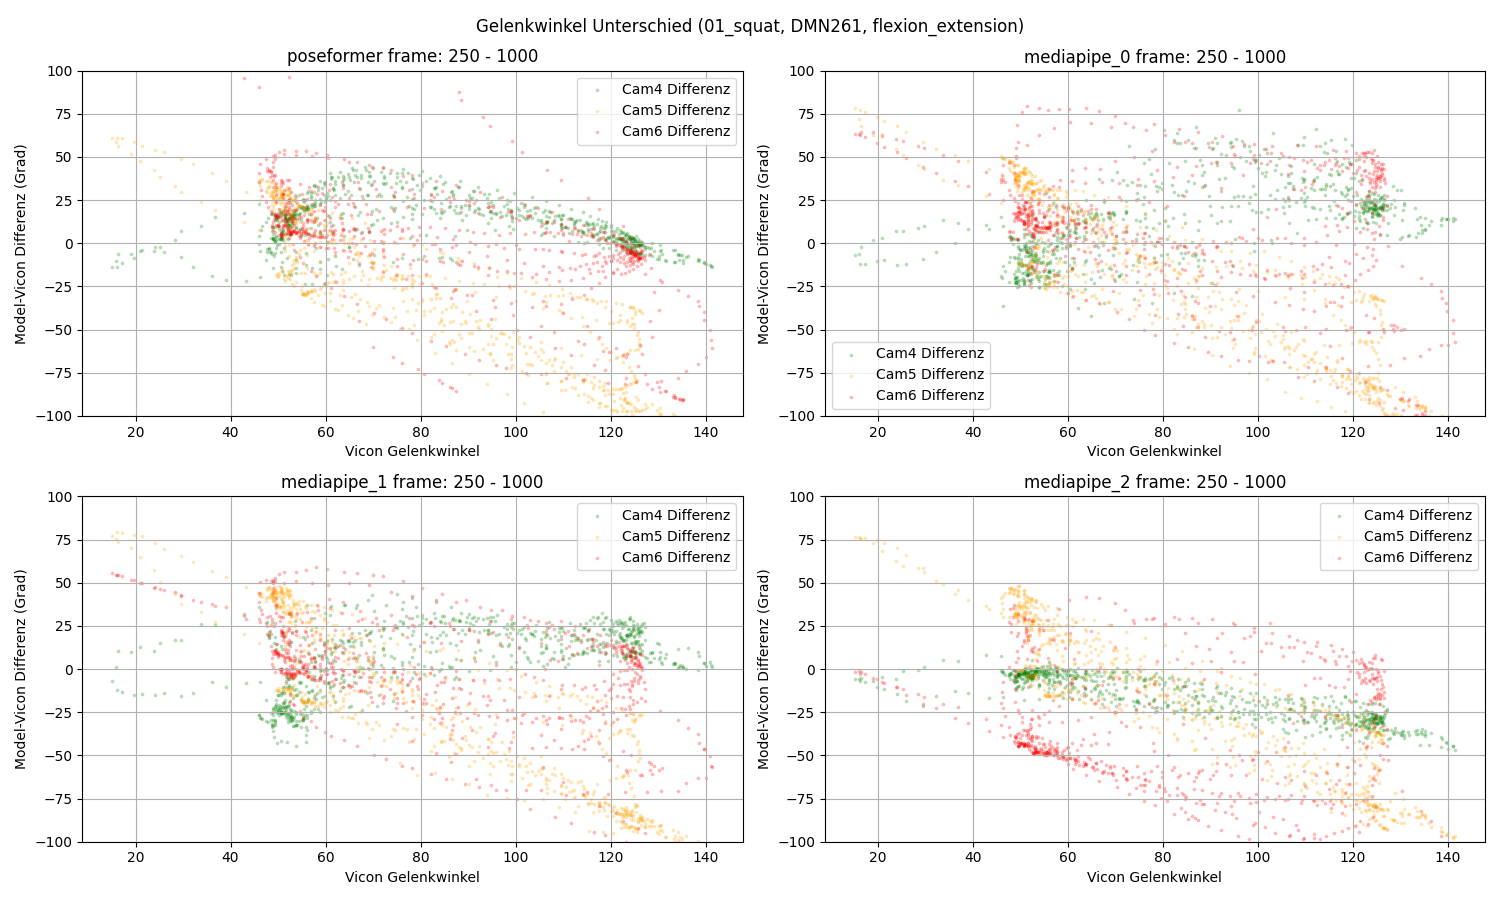 Gelenkwinkel Unterschied (01_squat, DMN261, flexion_extension)
poseformer frame: 250 - 1000
100
75
50
25
0
−25
−50
−75
−100
Model-Vicon Differenz (Grad)
Cam4 Differenz
Cam5 Differenz
Cam6 Differenz
20 40 60 80 100 120 140
Vicon Gelenkwinkel
mediapipe_0 frame: 250 - 1000
100
75
50
25
0
−25
−50
−75
−100
Model-Vicon Differenz (Grad)
Cam4 Differenz
Cam5 Differenz
Cam6 Differenz
20 40 60 80 100 120 140
Vicon Gelenkwinkel
mediapipe_1 frame: 250 - 1000
100
75
50
25
0
−25
−50
−75
−100
Model-Vicon Differenz (Grad)
Cam4 Differenz
Cam5 Differenz
Cam6 Differenz
20 40 60 80 100 120 140
Vicon Gelenkwinkel
mediapipe_2 frame: 250 - 1000
100
75
50
25
0
−25
−50
−75
−100
Model-Vicon Differenz (Grad)
Cam4 Differenz
Cam5 Differenz
Cam6 Differenz
20 40 60 80 100 120 140
Vicon Gelenkwinkel